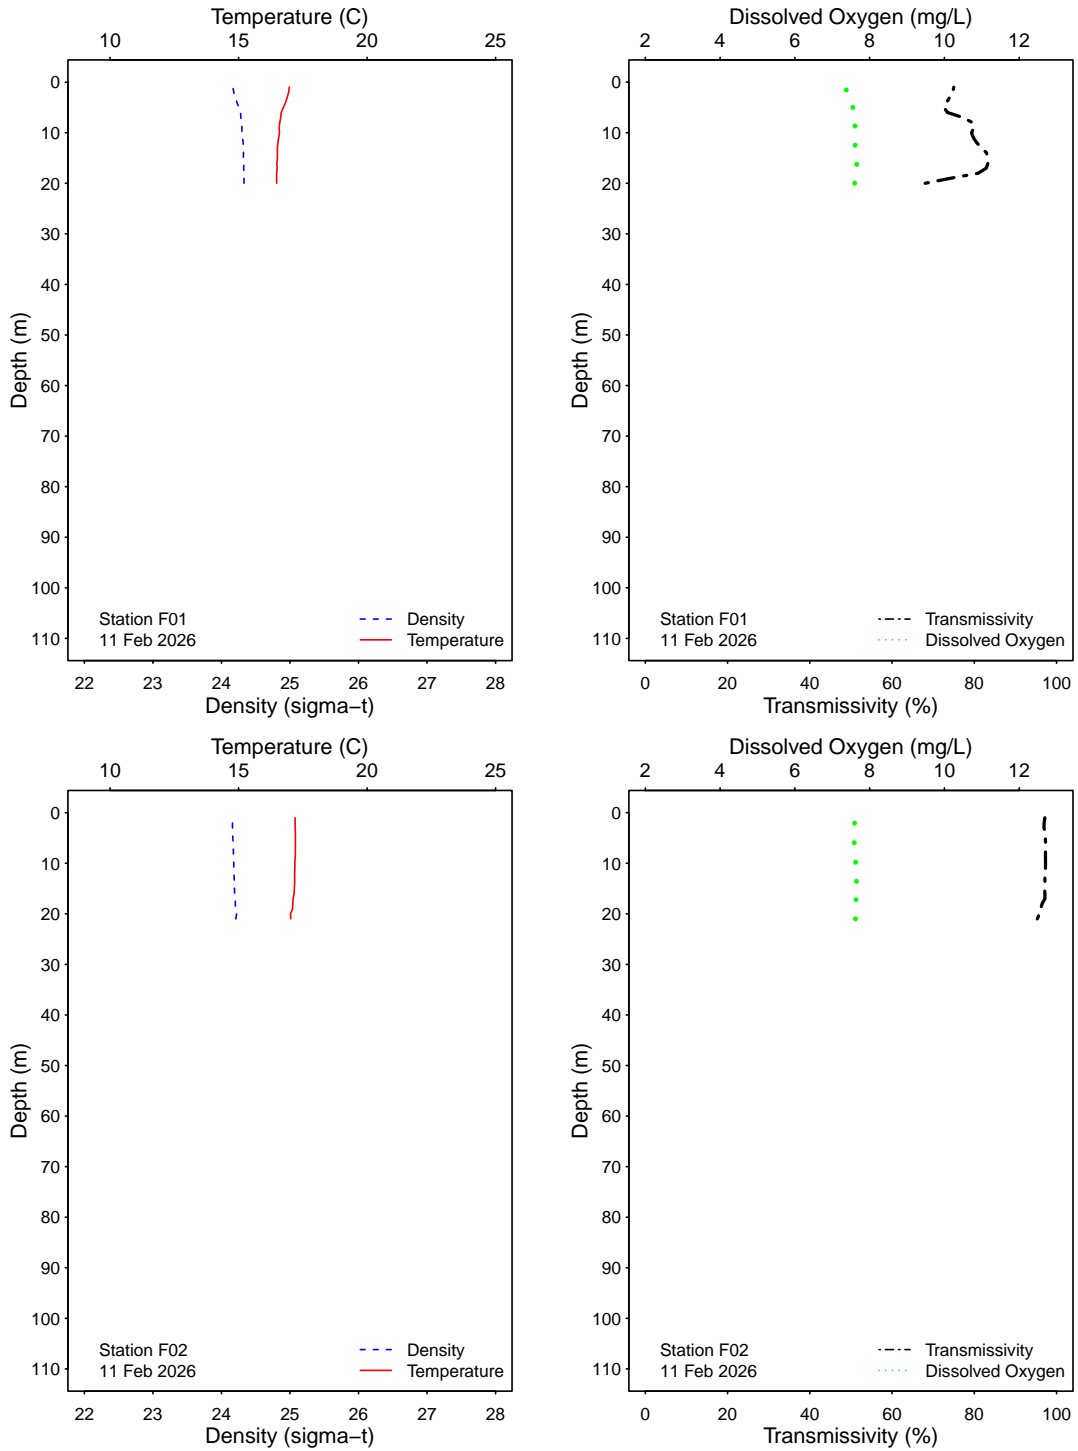 Temperature (C)
10 15 20 25
0
10
20
30
40
50
60
70
80
90
100
110
Depth (m)
Station F01
11 Feb 2026
Density
Temperature
22 23 24 25 26 27 28
Density (sigma−t)
Dissolved Oxygen (mg/L)
2 4 6 8 10 12
0
10
20
30
40
50
60
70
80
90
100
110
Depth (m)
Station F01
11 Feb 2026
Transmissivity
Dissolved Oxygen
0 20 40 60 80 100
Transmissivity (%)
Temperature (C)
10 15 20 25
0
10
20
30
40
50
60
70
80
90
100
110
Depth (m)
Station F02
11 Feb 2026
Density
Temperature
22 23 24 25 26 27 28
Density (sigma−t)
Dissolved Oxygen (mg/L)
2 4 6 8 10 12
0
10
20
30
40
50
60
70
80
90
100
110
Depth (m)
Station F02
11 Feb 2026
Transmissivity
Dissolved Oxygen
0 20 40 60 80 100
Transmissivity (%)